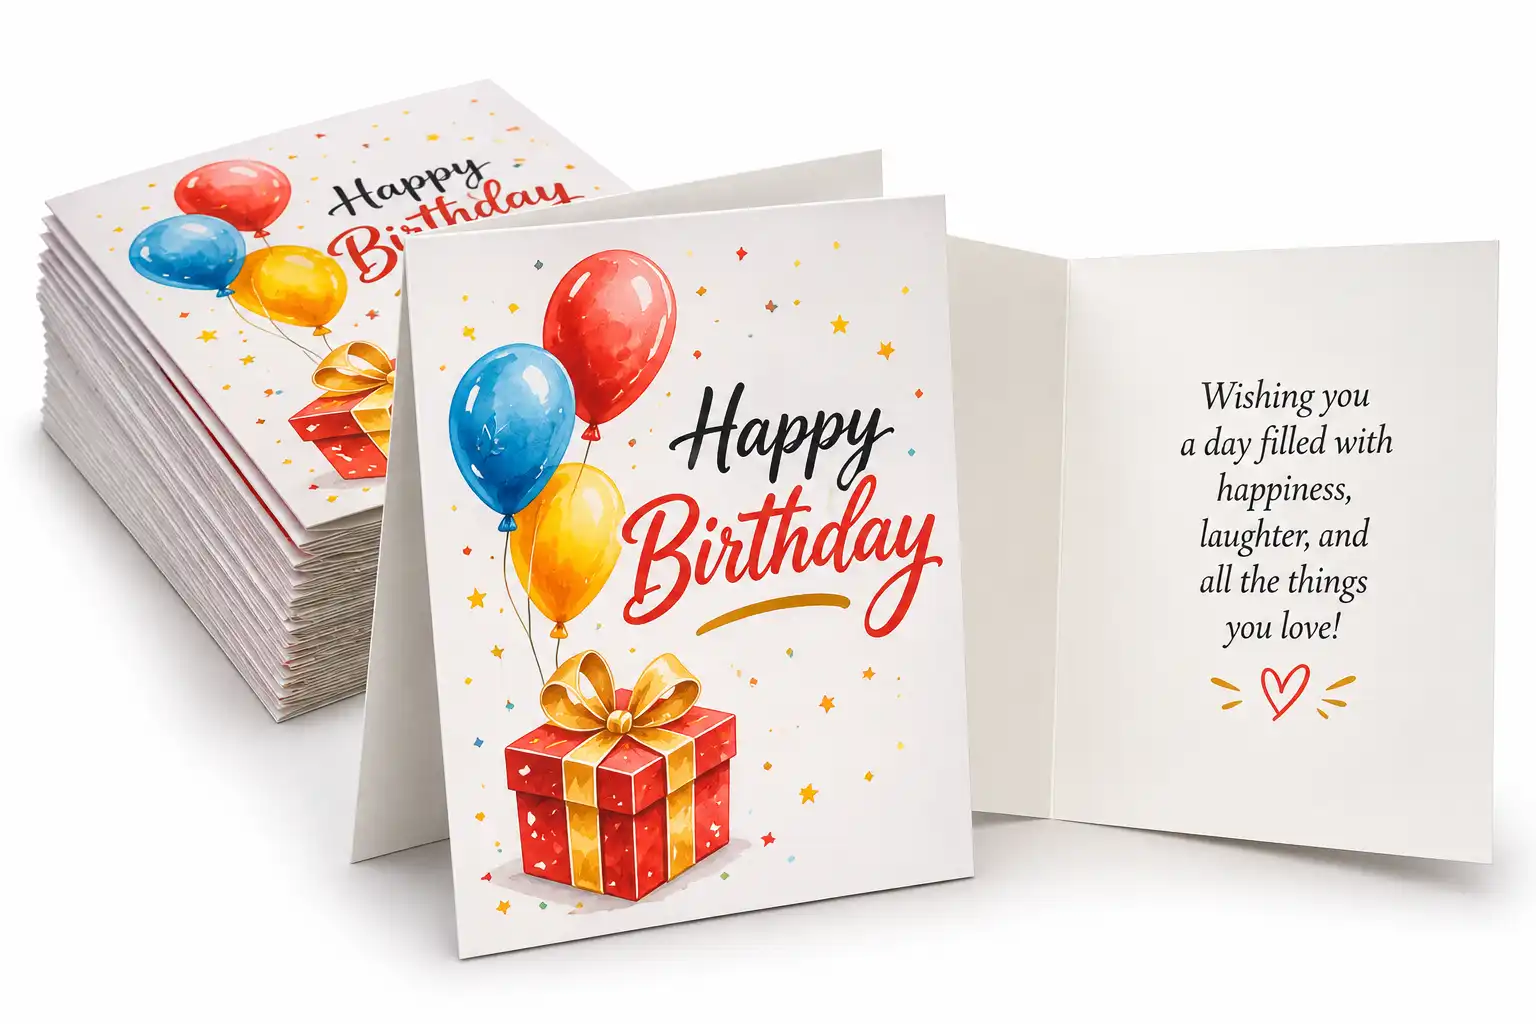 Happy
Birthday
Happy
Birthday
Wishing you
a day filled with
happiness,
laughter, and
all the things
you love!